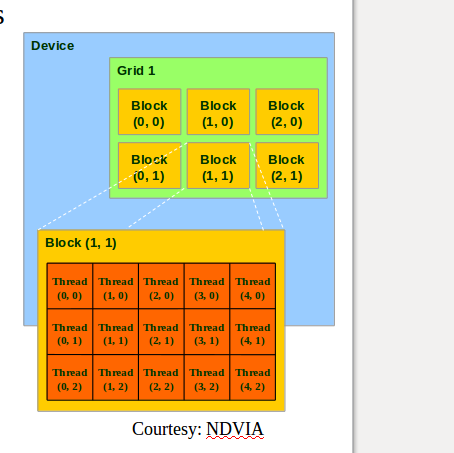 s
Device
Grid 1
Block Block Block
(0, 0) (1, 0) (2, 0)
Block Block Block
(0, 1) (1, 1) (2, 1)
Block (1, 1)
Thread Thread Thread Thread Thread
(0, 0) (1, 0) (2, 0) (3, 0) (4, 0)
Thread Thread Thread Thread Thread
(0, 1) (1, 1) (2, 1) (3, 1) (4, 1)
Thread Thread Thread Thread Thread
(0, 2) (1, 2) (2, 2) (3, 2) (4, 2)
Courtesy: NDVIA